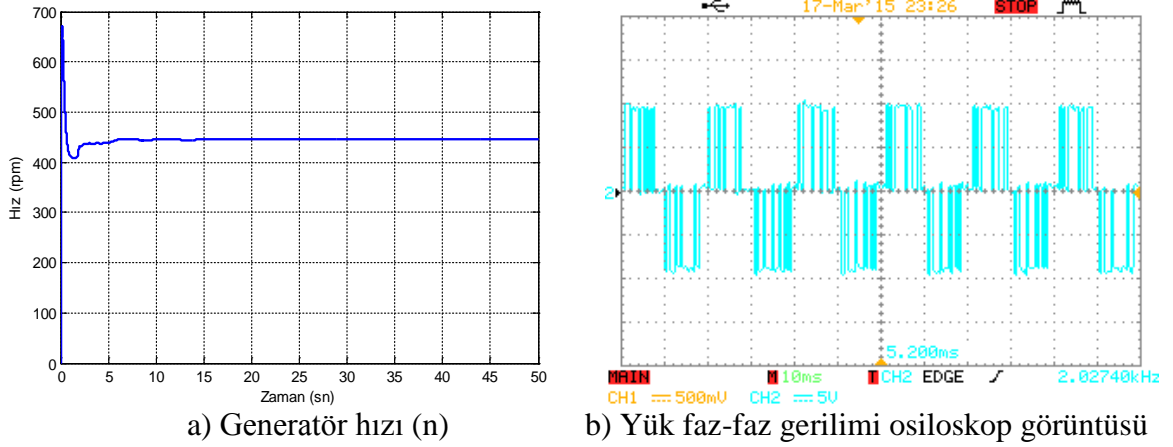 700
600
500
400
300
200
100
0
Hız (rpm)
0 5 10 15 20 25 30 35 40 45 50
Zaman (sn)
a) Generatör hızı (n)
17-Mar'15 23:26 STOP
2
5.200ms
MAIN M 10ms T CH2 EDGE 2.02740kHz
CH1 500mV CH2 5V
b) Yük faz-faz gerilimi osiloskop görüntüsü